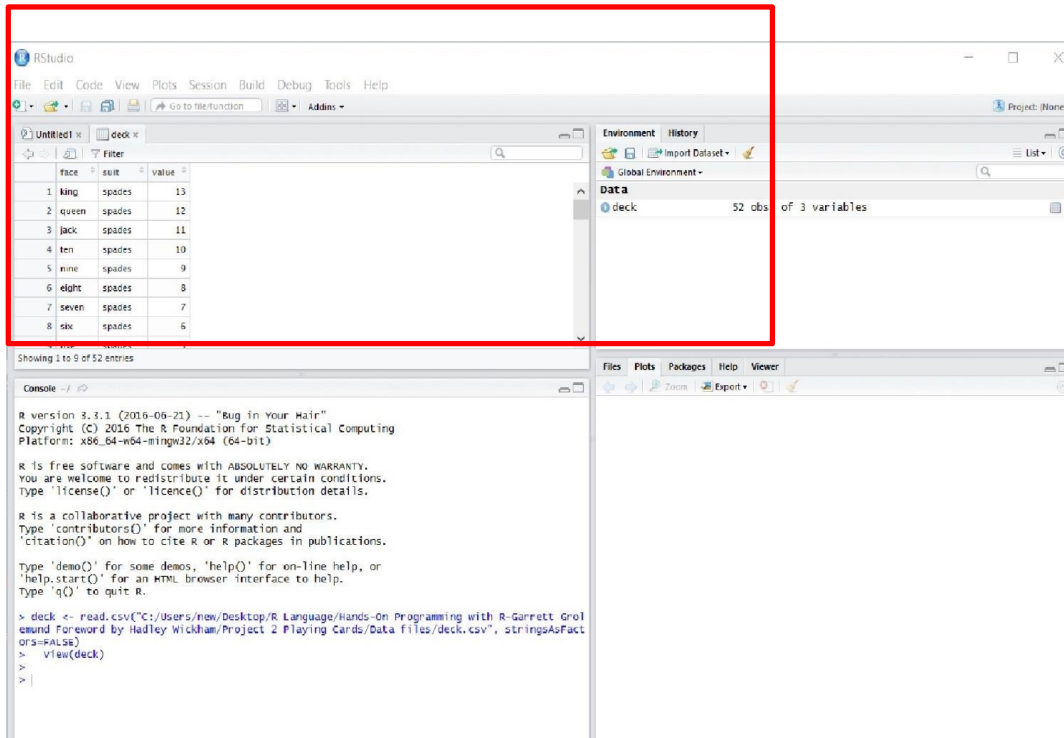 RStudio
File Edit Code View Plots Session Build Debug Tools Help
Go to file/function Addins
Project: (None
Untitled1 × deck ×
Filter
face suit value
1 king spades 13
2 queen spades 12
3 jack spades 11
4 ten spades 10
5 nine spades 9
6 eight spades 8
7 seven spades 7
8 six spades 6
Showing 1 to 9 of 52 entries
Environment History
Import Dataset
List
Global Environment
Data
deck 52 obs. of 3 variables
Console ~/
R version 3.3.1 (2016-06-21) -- "Bug in Your Hair"
Copyright (C) 2016 The R Foundation for Statistical Computing
Platform: x86_64-w64-mingw32/x64 (64-bit)
R is free software and comes with ABSOLUTELY NO WARRANTY.
You are welcome to redistribute it under certain conditions.
Type 'license()' or 'licence()' for distribution details.
R is a collaborative project with many contributors.
Type 'contributors()' for more information and
'citation()' on how to cite R or R packages in publications.
Type 'demo()' for some demos, 'help()' for on-line help, or
'help.start()' for an HTML browser interface to help.
Type 'q()' to quit R.
> deck <- read.csv("C:/Users/new/Desktop/R Language/Hands-On Programming with R-Garrett Grol
emund Foreword by Hadley Wickham/Project 2 Playing Cards/Data files/deck.csv", stringsAsFact
ors=FALSE)
> View(deck)
>
>
Files Plots Packages Help Viewer
Zoom Export